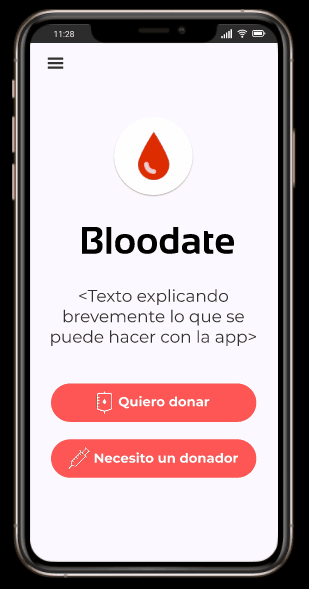 11:28
Bloodate
<Texto explicando
brevemente lo que se
puede hacer con la app>
Quiero donar
Necesito un donador